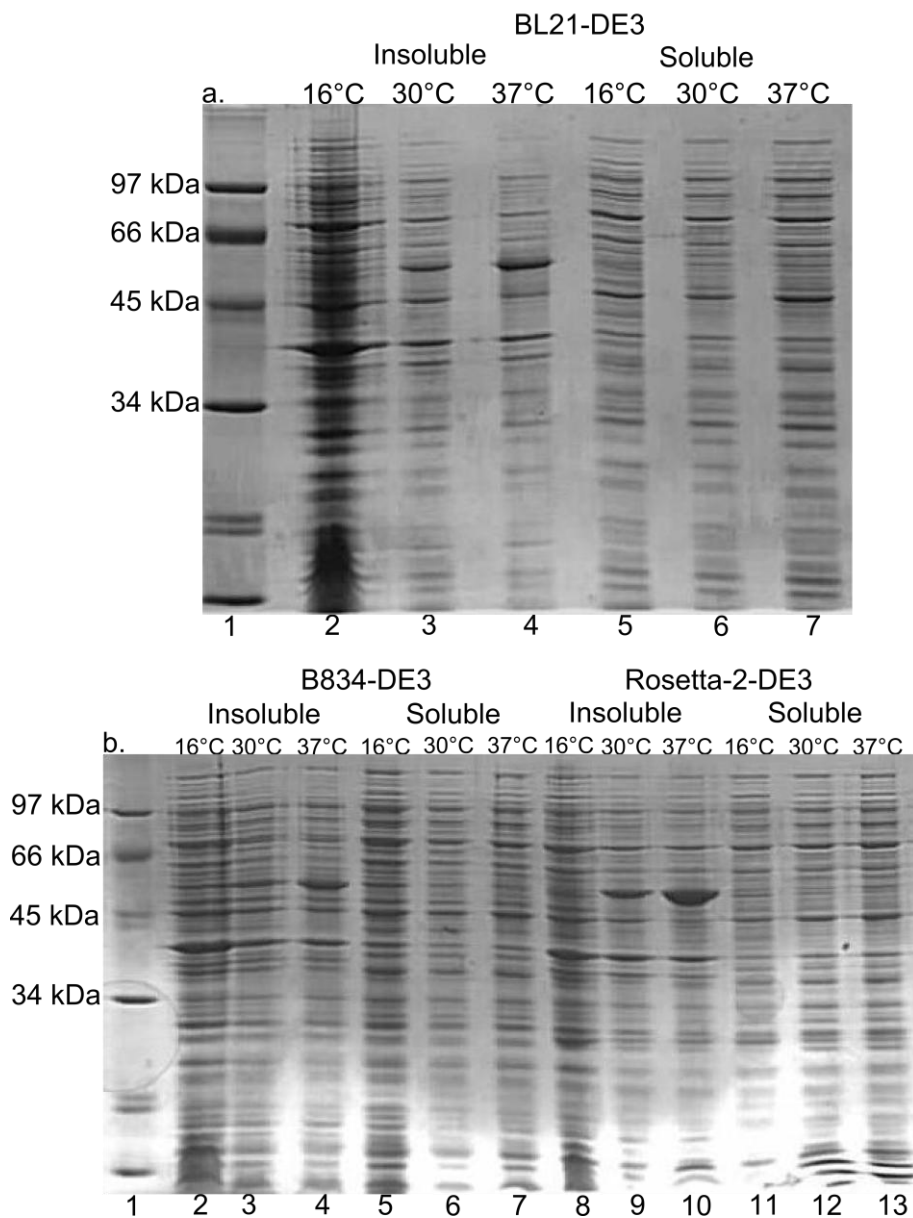 BL21-DE3
Insoluble Soluble
a. 16°C 30°C 37°C 16°C 30°C 37°C
97 kDa
66 kDa
45 kDa
34 kDa
1 2 3 4 5 6 7
B834-DE3 Rosetta-2-DE3
Insoluble Soluble Insoluble Soluble
b. 16°C 30°C 37°C 16°C 30°C 37°C 16°C 30°C 37°C 16°C 30°C 37°C
97 kDa
66 kDa
45 kDa
34 kDa
1 2 3 4 5 6 7 8 9 10 11 12 13